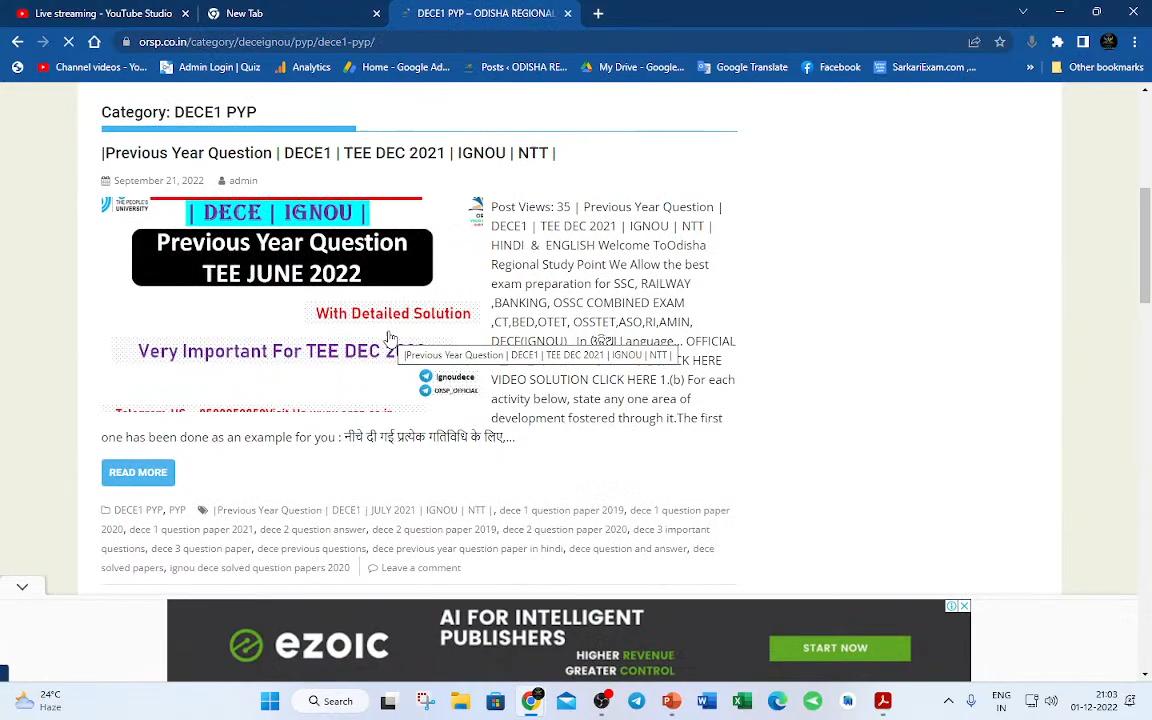 Live streaming - YouTube Studio
New Tab
DECE1 PYP – ODISHA REGIONAL
orsp.co.in/category/deceignou/pyp/dece1-pyp/
Channel videos - Yo...
Admin Login | Quiz
Analytics
Home - Google Ad...
Posts ‹ ODISHA RE...
My Drive - Google...
Google Translate
Facebook
SarkariExam.com ,...
Other bookmarks
Category: DECE1 PYP
|Previous Year Question | DECE1 | TEE DEC 2021 | IGNOU | NTT |
September 21, 2022 admin
THE PEOPLE'S
UNIVERSITY
| DECE | IGNOU |
Previous Year Question
TEE JUNE 2022
With Detailed Solution
Very Important For TEE DEC
ignoudece
ORSP_OFFICIAL
Post Views: 35 | Previous Year Question |
DECE1 | TEE DEC 2021 | IGNOU | NTT |
HINDI & ENGLISH Welcome ToOdisha
Regional Study Point We Allow the best
exam preparation for SSC, RAILWAY
,BANKING, OSSC COMBINED EXAM
,CT,BED,OTET, OSSTET,ASO,RI,AMIN,
DECE(IGNOU) In ଓଡ଼ିଆ Language... OFFICIAL
CK HERE
|Previous Year Question | DECE1 | TEE DEC 2021 | IGNOU | NTT |
VIDEO SOLUTION CLICK HERE 1.(b) For each
activity below, state any one area of
development fostered through it.The first
one has been done as an example for you : नीचे दी गई प्रत्येक गतिविधि के लिए,...
READ MORE
DECE1 PYP, PYP |Previous Year Question | DECE1 | JULY 2021 | IGNOU | NTT |, dece 1 question paper 2019, dece 1 question paper
2020, dece 1 question paper 2021, dece 2 question answer, dece 2 question paper 2019, dece 2 question paper 2020, dece 3 important
questions, dece 3 question paper, dece previous questions, dece previous year question paper in hindi, dece question and answer, dece
solved papers, ignou dece solved question papers 2020 Leave a comment
EZOIC
AI FOR INTELLIGENT
PUBLISHERS
HIGHER REVENUE
GREATER CONTROL
START NOW
24°C
Haze
Search
ENG
IN
21:03
01-12-2022